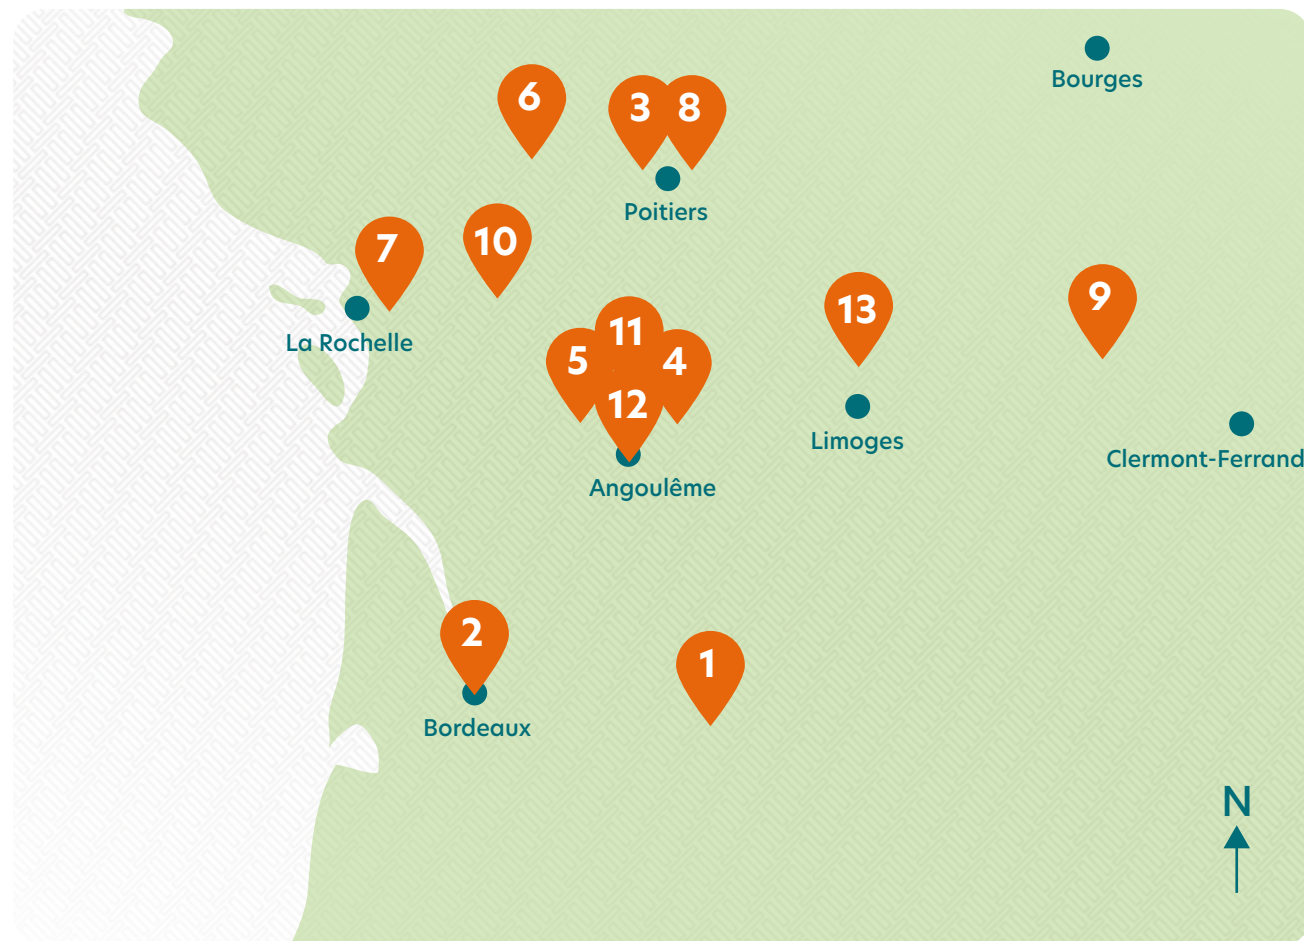 Bourges
6
3
8
Poitiers
7
10
La Rochelle
13
9
11
5
4
12
Limoges
Clermont-Ferrand
Angoulême
2
1
Bordeaux
N